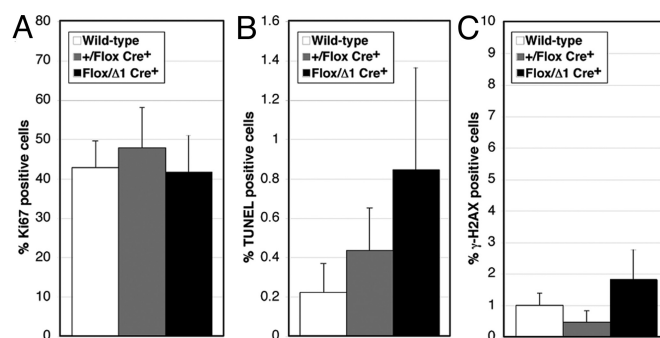 A
% Ki67 positive cells
80
70
60
50
40
30
20
10
0
Wild-type
+/Flox Cre+
Flox/Δ1 Cre+
B
% TUNEL positive cells
1.6
1.4
1.2
1
0.8
0.6
0.4
0.2
0
Wild-type
+/Flox Cre+
Flox/Δ1 Cre+
C
% γ-H2AX positive cells
10
9
8
7
6
5
4
3
2
1
0
Wild-type
+/Flox Cre+
Flox/Δ1 Cre+